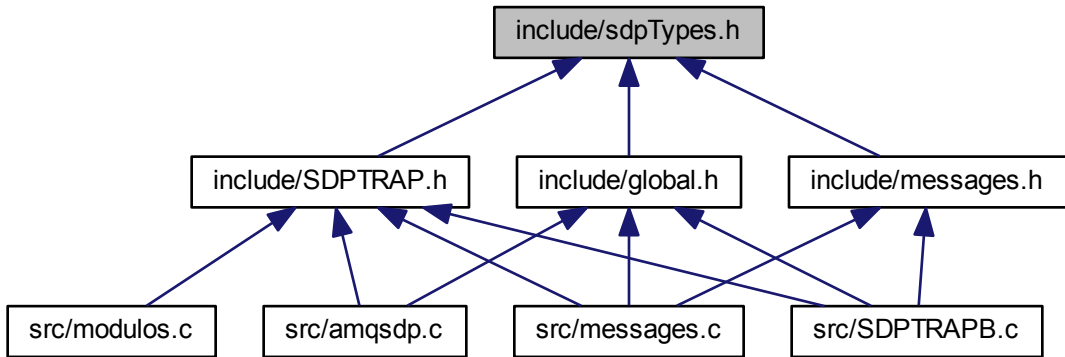 include/sdpTypes.h
include/SDPTRAP.h
include/global.h
include/messages.h
src/modulos.c
src/amqsdp.c
src/messages.c
src/SDPTRAPB.c